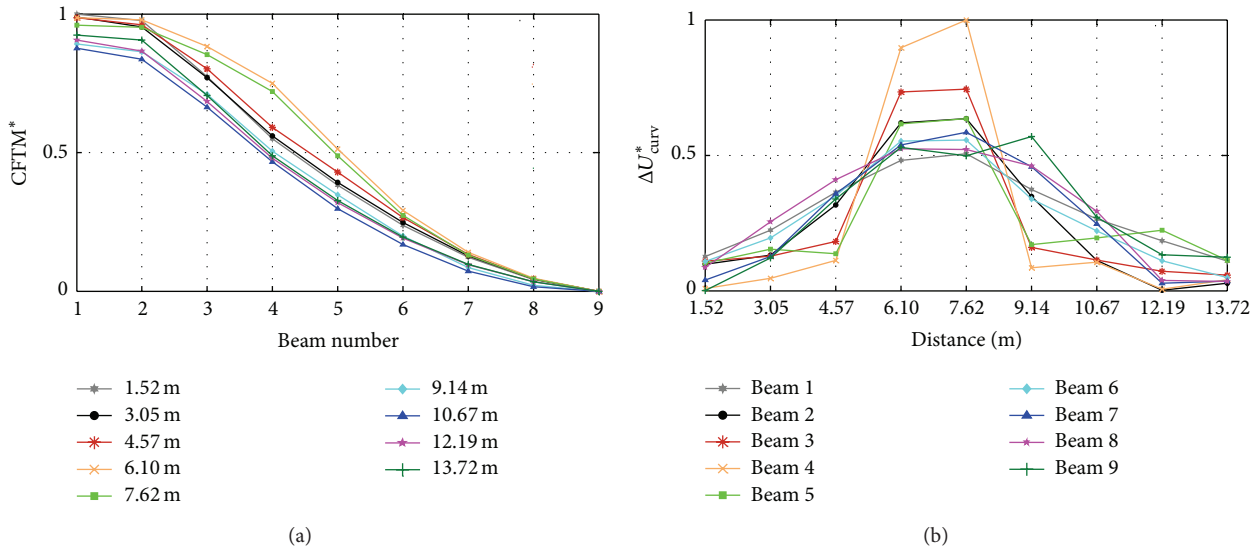 1
0.5
0
CFTM*
1 2 3 4 5 6 7 8 9
Beam number
1.52 m
3.05 m
4.57 m
6.10 m
7.62 m
9.14 m
10.67 m
12.19 m
13.72 m
(a)
1
0.5
0
ΔU*curv
1.52 3.05 4.57 6.10 7.62 9.14 10.67 12.19 13.72
Distance (m)
Beam 1
Beam 2
Beam 3
Beam 4
Beam 5
Beam 6
Beam 7
Beam 8
Beam 9
(b)